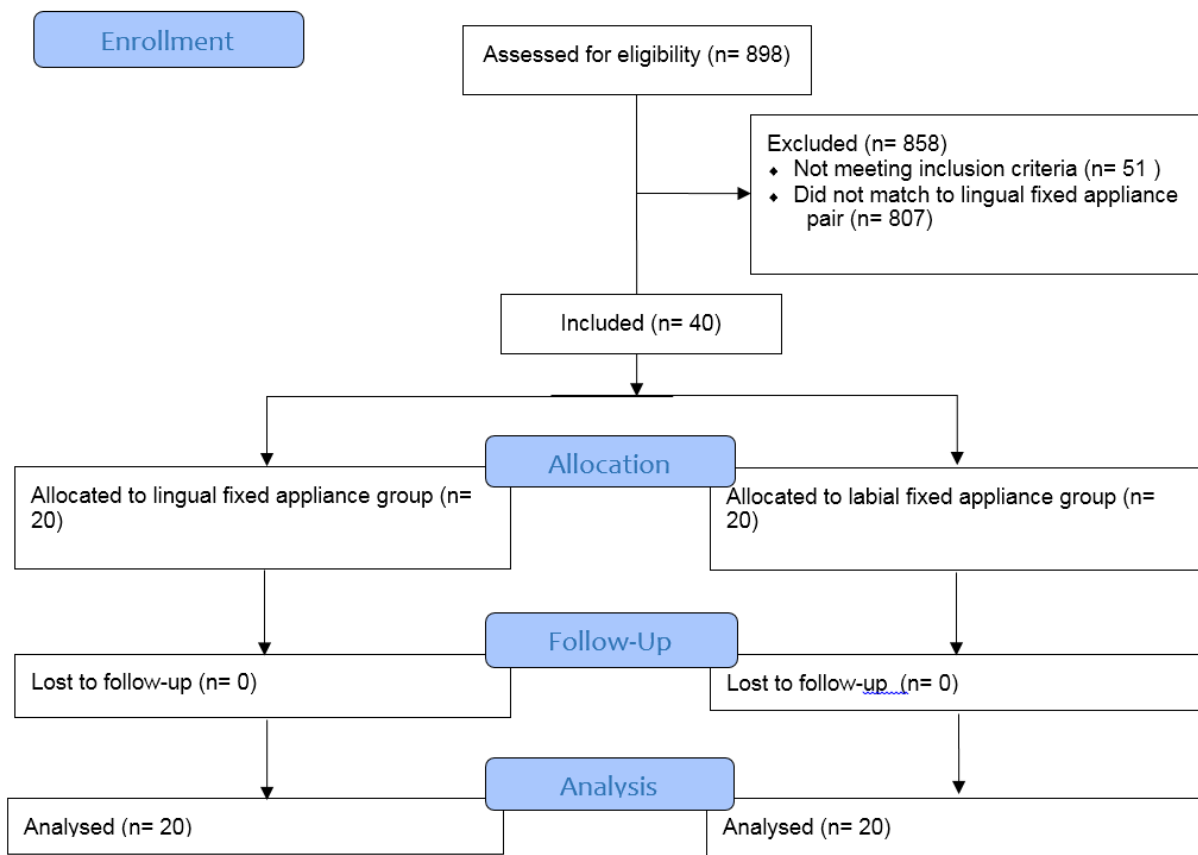 Enrollment
Assessed for eligibility (n= 898)
Excluded (n= 858)
⬥ Not meeting inclusion criteria (n= 51 )
⬥ Did not match to lingual fixed appliance
pair (n= 807)
Included (n= 40)
Allocation
Allocated to lingual fixed appliance group (n=
20)
Allocated to labial fixed appliance group (n=
20)
Follow-Up
Lost to follow-up (n= 0)
Lost to follow-up (n= 0)
Analysis
Analysed (n= 20)
Analysed (n= 20)